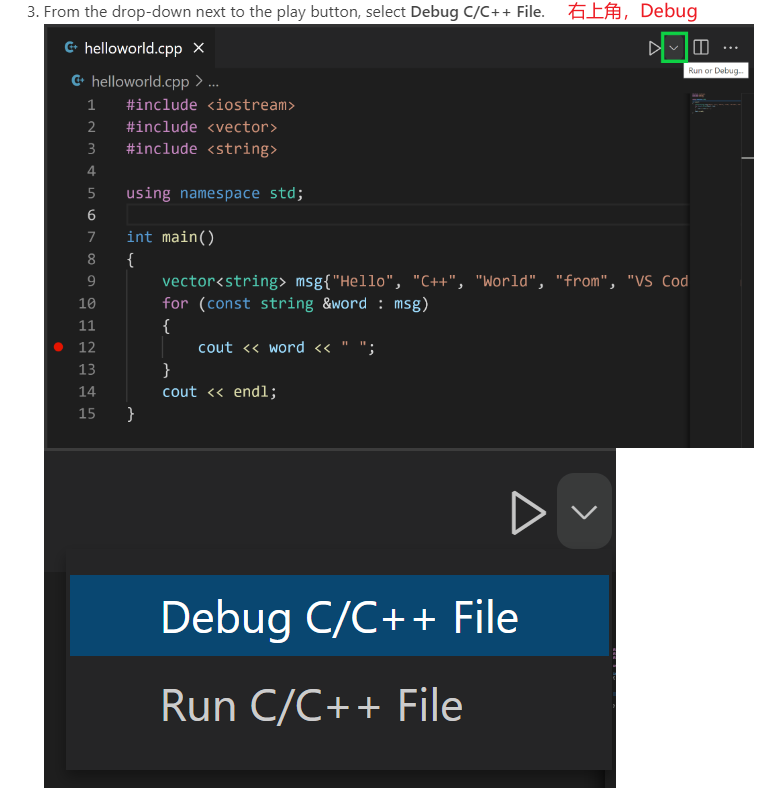 3. From the drop-down next to the play button, select Debug C/C++ File. 右上角，Debug
helloworld.cpp ×
Run or Debug...
helloworld.cpp > ...
1 #include <iostream>
2 #include <vector>
3 #include <string>
4
5 using namespace std;
6
7 int main()
8 {
9 vector<string> msg{"Hello", "C++", "World", "from", "VS Cod
10 for (const string &word : msg)
11 {
12 cout << word << " ";
13 }
14 cout << endl;
15 }
Debug C/C++ File
Run C/C++ File